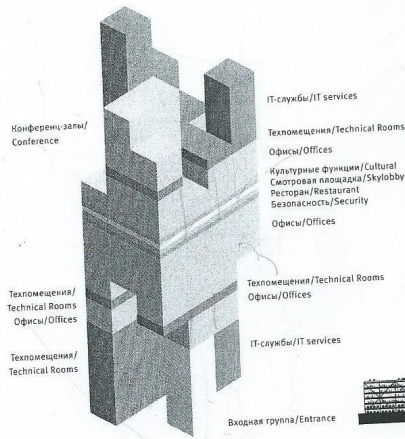 Конференц-залы/
Conference
IT-службы/IT services
Техпомещения/Technical Rooms
Офисы/Offices
Культурные функции/Cultural
Смотровая площадка/Skylobby
Ресторан/Restaurant
Безопасность/Security
Офисы/Offices
Техпомещения/
Technical Rooms
Офисы/Offices
Техпомещения/
Technical Rooms
Техпомещения/Technical Rooms
Офисы/Offices
IT-службы/IT services
Входная группа/Entrance